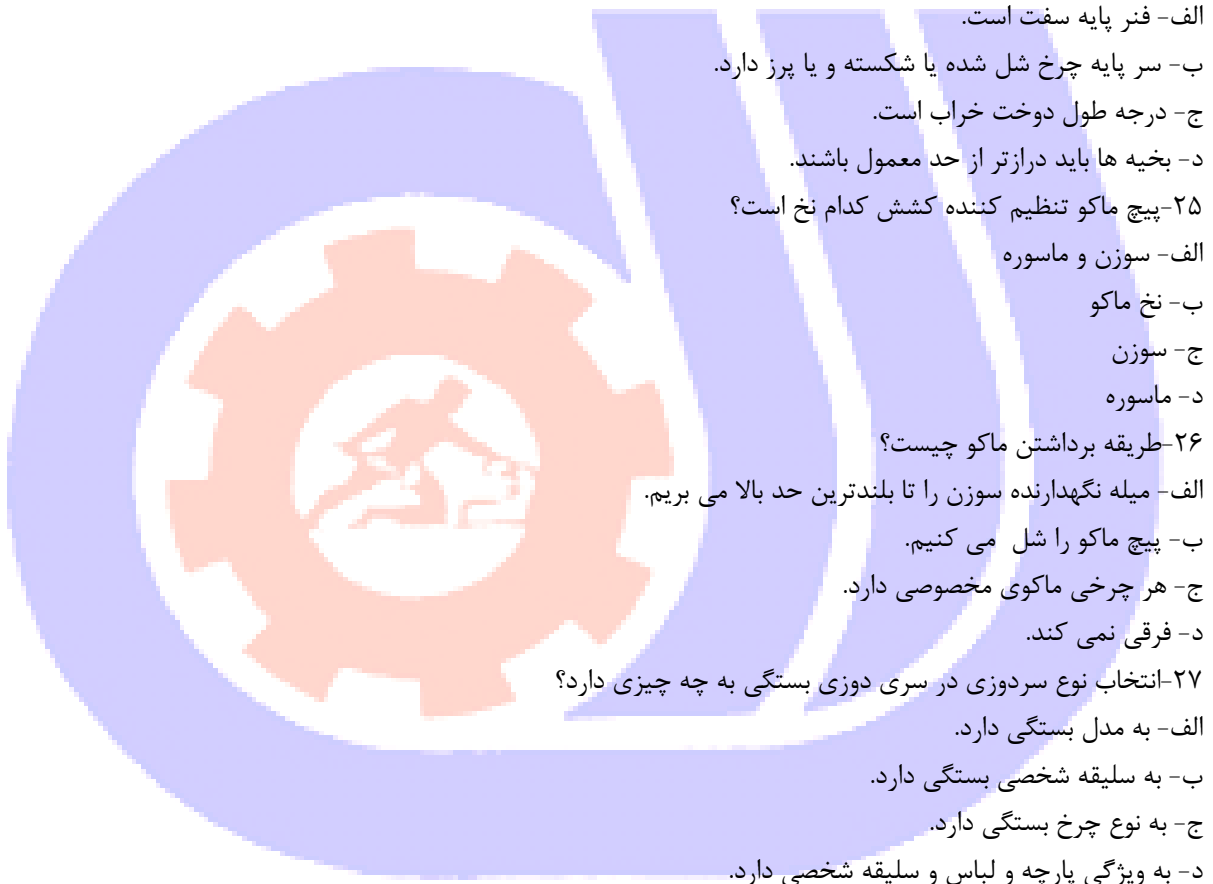 الف- فنر پایه سفت است.
ب- سر پایه چرخ شل شده یا شکسته و یا پرز دارد.
ج- درجه طول دوخت خراب است.
د- بخیه ها باید درازتر از حد معمول باشند.
۲۵-پیچ ماکو تنظیم کننده کشش کدام نخ است؟
الف- سوزن و ماسوره
ب- نخ ماکو
ج- سوزن
د- ماسوره
۲۶-طریقه برداشتن ماکو چیست؟
الف- میله نگهدارنده سوزن را تا بلندترین حد بالا می بریم.
ب- پیچ ماکو را شل می کنیم.
ج- هر چرخی ماکوی مخصوصی دارد.
د- فرقی نمی کند.
۲۷-انتخاب نوع سردوزی در سری دوزی بستگی به چه چیزی دارد؟
الف- به مدل بستگی دارد.
ب- به سلیقه شخصی بستگی دارد.
ج- به نوع چرخ بستگی دارد.
د- به ویژگی پارچه و لباس و سلیقه شخصی دارد.